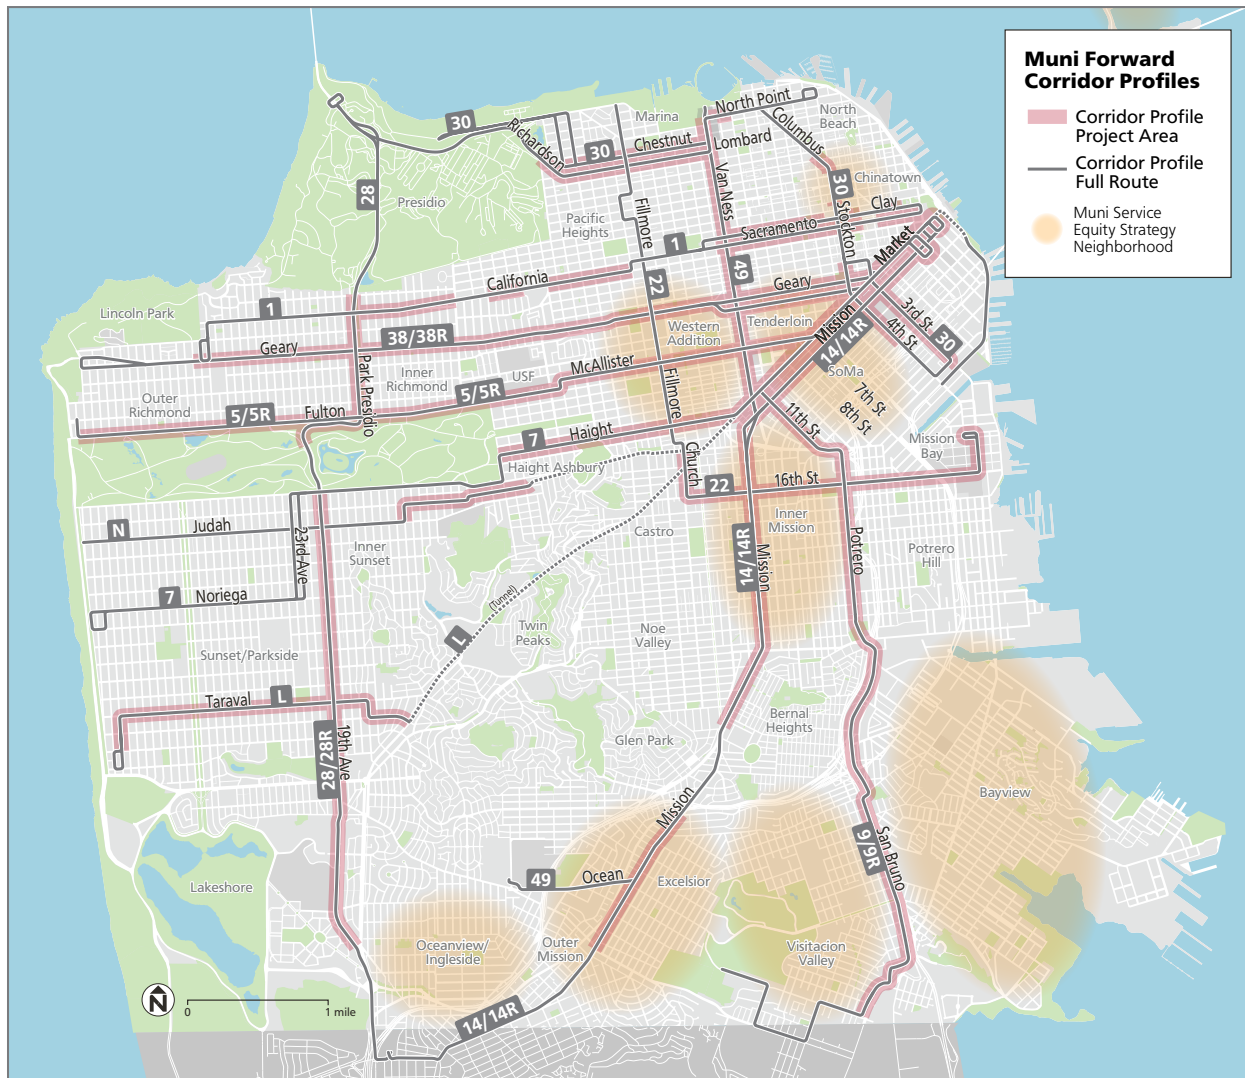 Muni Forward
Corridor Profiles
Corridor Profile
Project Area
Corridor Profile
Full Route
Muni Service
Equity Strategy
Neighborhood
30
Richardson
30
Chestnut
Marina
North Point
Lombard
Columbus
North
Beach
28
Presidio
Pacific
Heights
Fillmore
Van Ness
30
Stockton
Chinatown
Clay
Sacramento
1
Market
California
22
49
Geary
Lincoln Park
1
38/38R
Geary
Western
Addition
Tenderloin
Mission
14/14R
3rd St
4th St
30
Park Presidio
Inner
Richmond
USF
McAllister
5/5R
SoMa
Outer
Richmond
5/5R
Fulton
Fillmore
7th St
8th St
11th St
7
Haight
Haight Ashbury
Church
Mission
Bay
22
16th St
N
Judah
23rd Ave
Inner
Sunset
Castro
Inner
Mission
14/14R
Mission
Potrero
Potrero
Hill
7
Noriega
(Tunnel)
L
Twin
Peaks
Noe
Valley
Sunset/Parkside
Taraval
L
28/28R
19th Ave
Glen Park
Bernal
Heights
Mission
Bayview
9/9R
San Bruno
Lakeshore
49
Ocean
Excelsior
Oceanview/
Ingleside
Outer
Mission
Visitacion
Valley
14/14R
N
0
1 mile